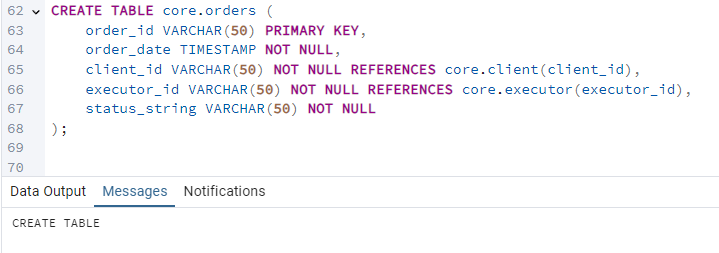 62 CREATE TABLE core.orders (
63 order_id VARCHAR(50) PRIMARY KEY,
64 order_date TIMESTAMP NOT NULL,
65 client_id VARCHAR(50) NOT NULL REFERENCES core.client(client_id),
66 executor_id VARCHAR(50) NOT NULL REFERENCES core.executor(executor_id),
67 status_string VARCHAR(50) NOT NULL
68 );
69
70
Data Output Messages Notifications
CREATE TABLE